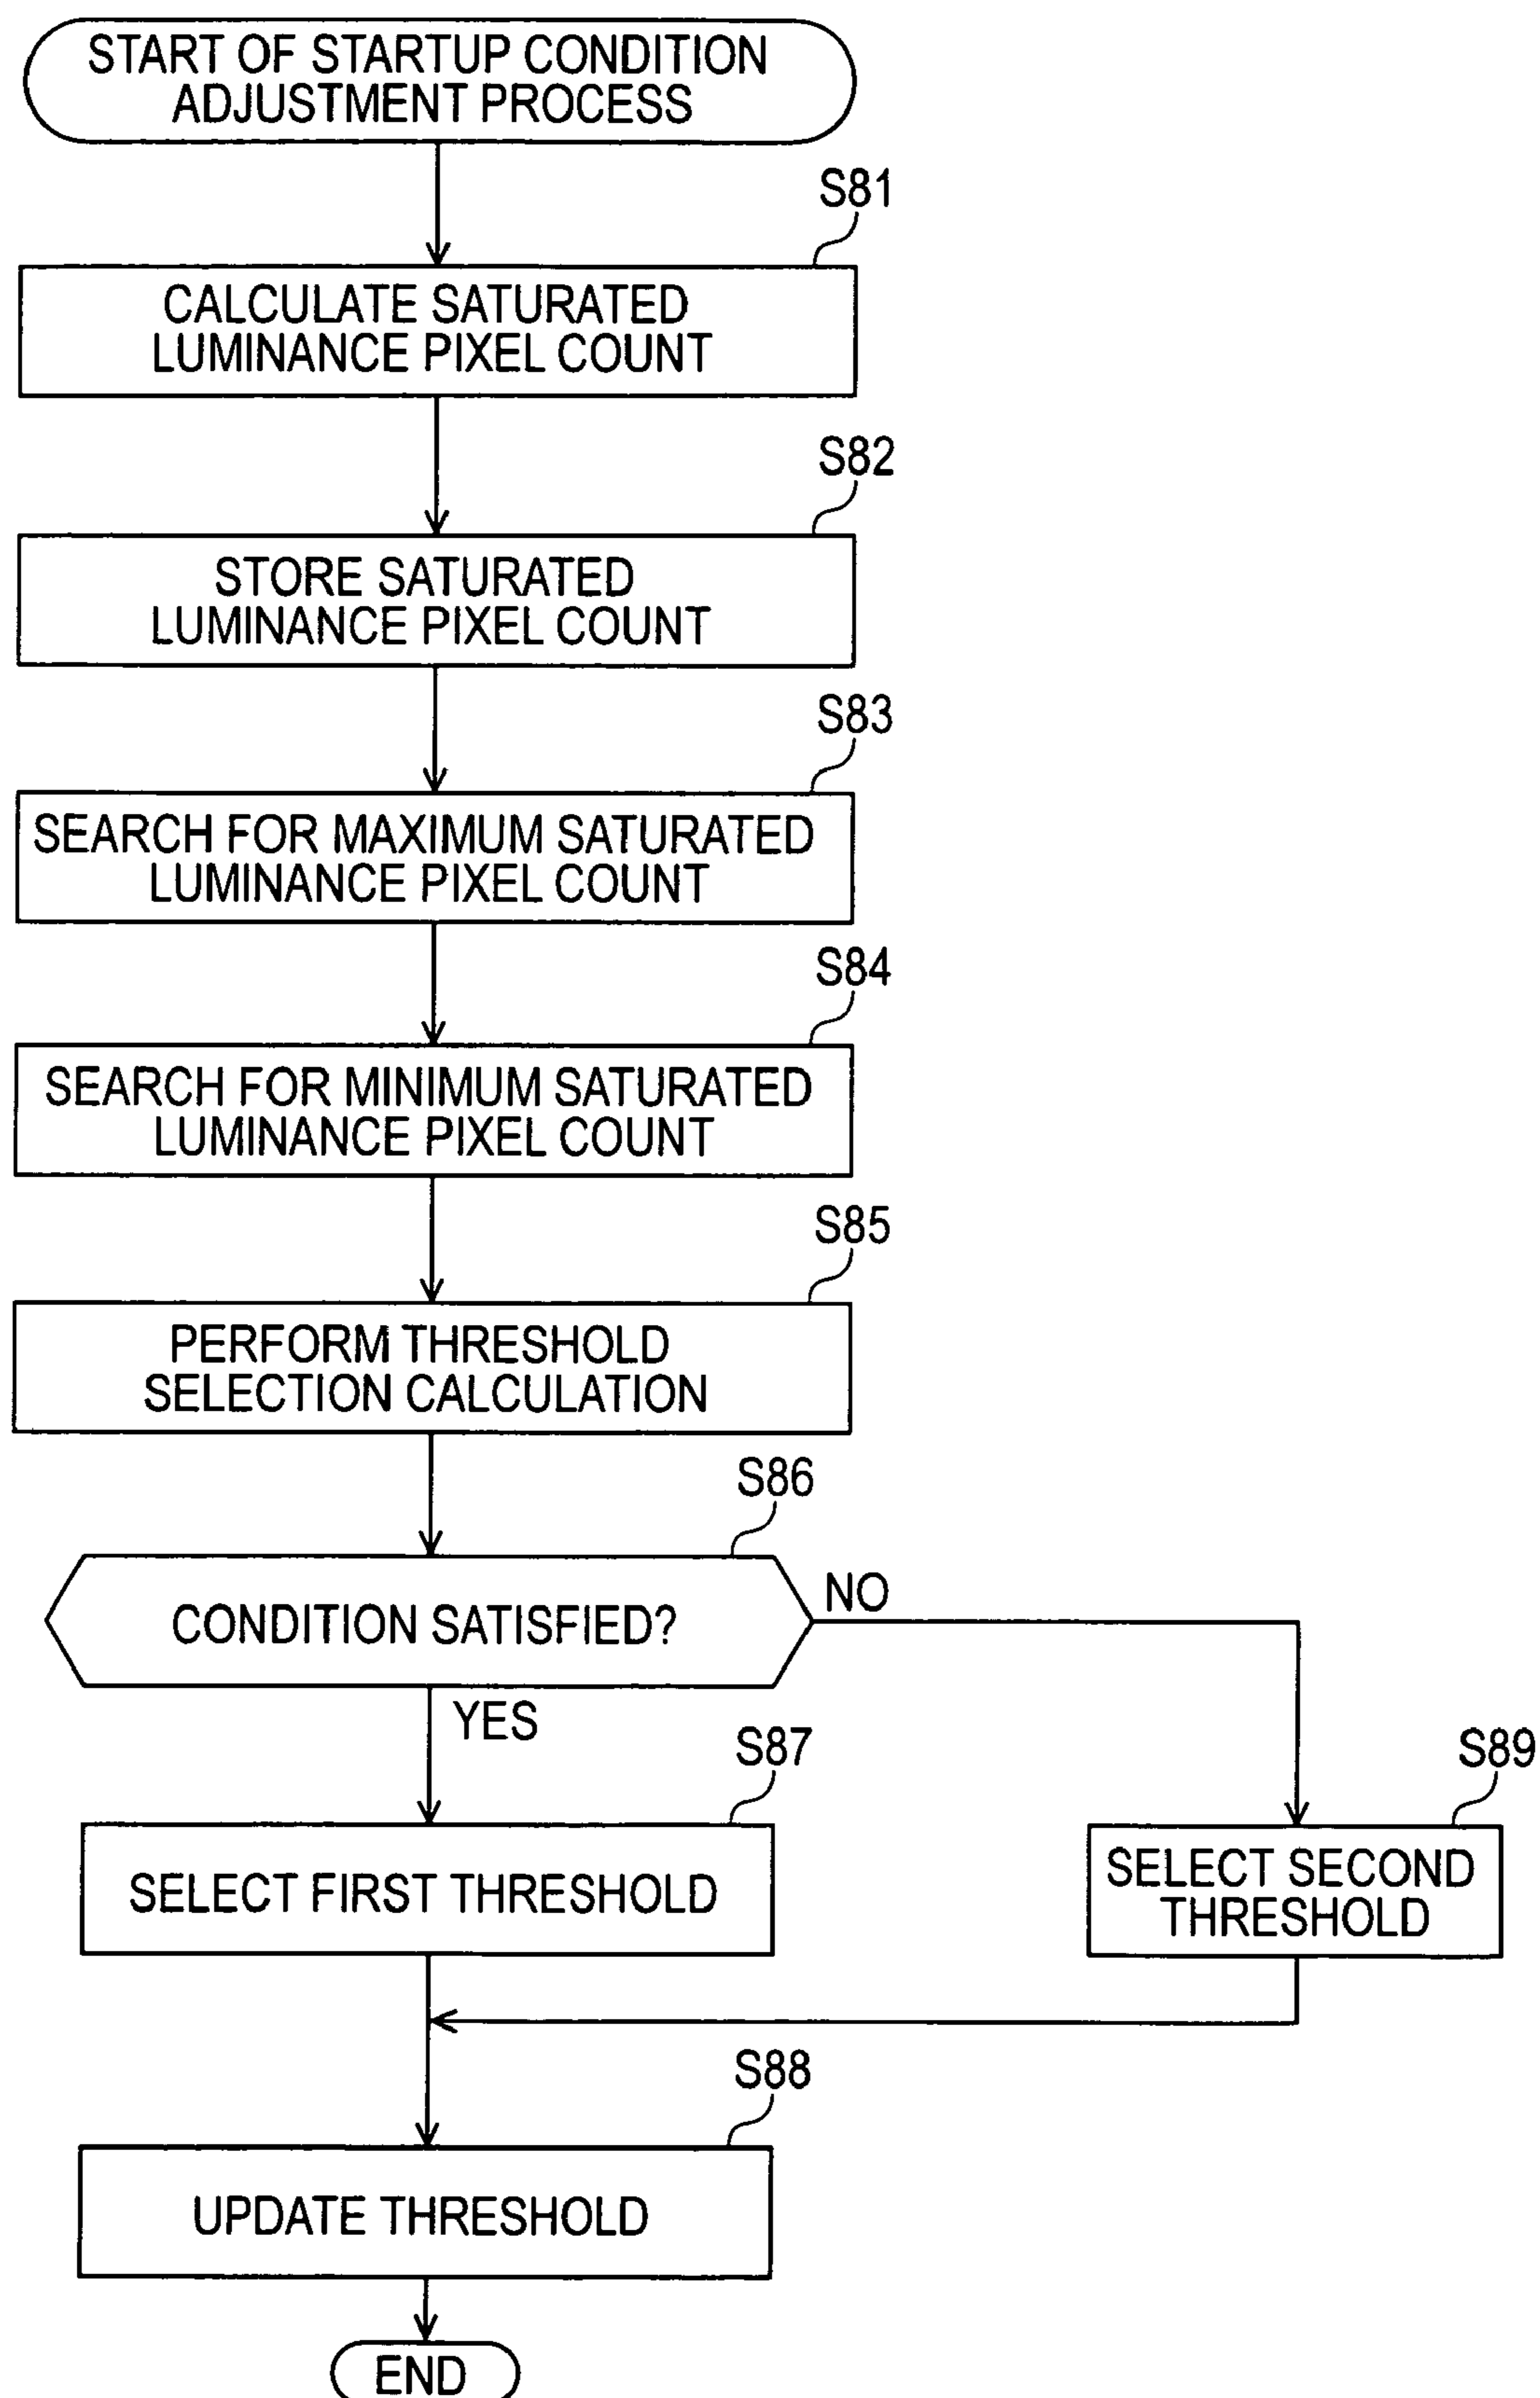 START OF STARTUP CONDITION
ADJUSTMENT PROCESS
S81
CALCULATE SATURATED
LUMINANCE PIXEL COUNT
S82
STORE SATURATED
LUMINANCE PIXEL COUNT
S83
SEARCH FOR MAXIMUM SATURATED
LUMINANCE PIXEL COUNT
S84
SEARCH FOR MINIMUM SATURATED
LUMINANCE PIXEL COUNT
S85
PERFORM THRESHOLD
SELECTION CALCULATION
S86
CONDITION SATISFIED?
NO
YES
S87
SELECT FIRST THRESHOLD
S89
SELECT SECOND
THRESHOLD
S88
UPDATE THRESHOLD
END